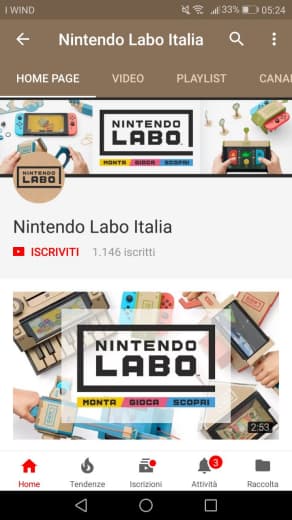 I WIND 33% 05:24
Nintendo Labo Italia
HOME PAGE VIDEO PLAYLIST CANA
NINTENDO
LABO
MONTA GIOCA SCOPRI
NINTENDO
LABO
Nintendo Labo Italia
ISCRIVITI 1.146 iscritti
NINTENDO
LABO™
MONTA GIOCA SCOPRI
2:53
3
Home Tendenze Iscrizioni Attività Raccolta